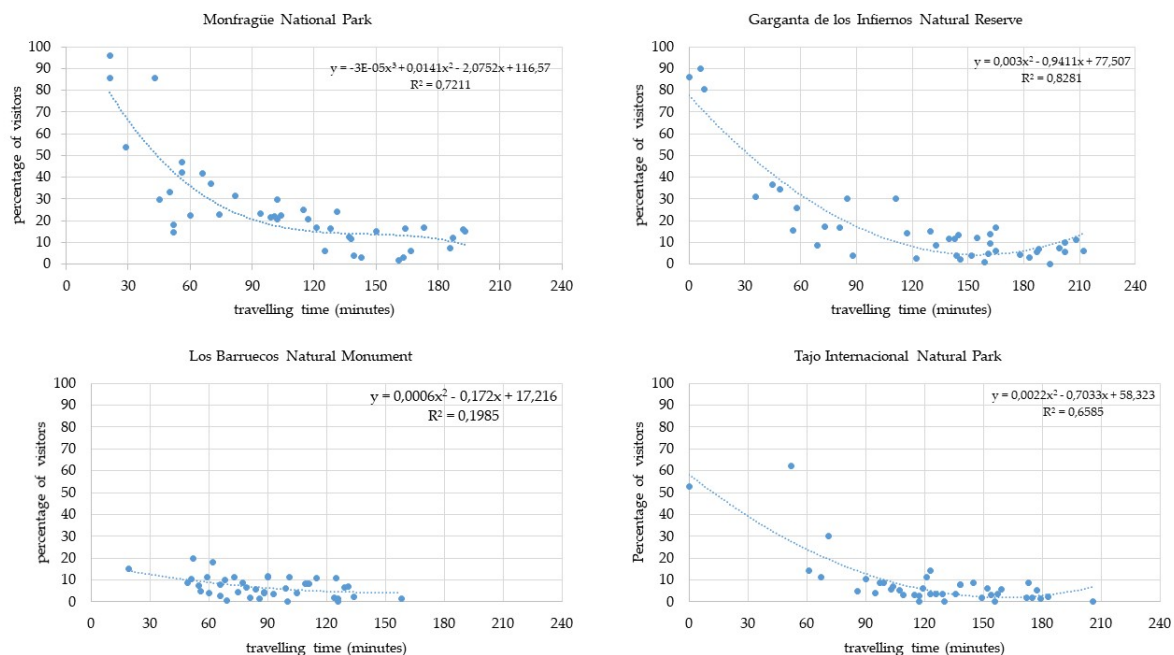 Monfragüe National Park
percentage of visitors
100
90
80
70
60
50
40
30
20
10
0
y = -3E-05x³ + 0,0141x² - 2,0752x + 116,57
R² = 0,7211
0 30 60 90 120 150 180 210 240
travelling time (minutes)
Garganta de los Infiernos Natural Reserve
percentage of visitors
100
90
80
70
60
50
40
30
20
10
0
y = 0,003x² - 0,9411x + 77,507
R² = 0,8281
0 30 60 90 120 150 180 210 240
travelling time (minutes)
Los Barruecos Natural Monument
percentage of visitors
100
90
80
70
60
50
40
30
20
10
0
y = 0,0006x² - 0,172x + 17,216
R² = 0,1985
0 30 60 90 120 150 180 210 240
travelling time (minutes)
Tajo Internacional Natural Park
Percentage of visitors
100
90
80
70
60
50
40
30
20
10
0
y = 0,0022x² - 0,7033x + 58,323
R² = 0,6585
0 30 60 90 120 150 180 210 240
travelling time (minutes)